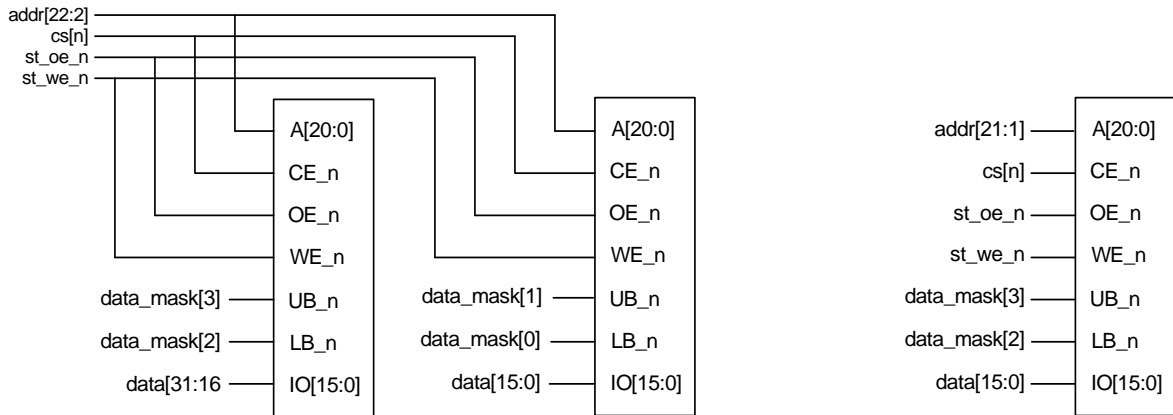 addr[22:2]
cs[n]
st_oe_n
st_we_n
A[20:0]
CE_n
OE_n
WE_n
data_mask[3] UB_n
data_mask[2] LB_n
data[31:16 IO[15:0]
A[20:0]
CE_n
OE_n
WE_n
data_mask[1] UB_n
data_mask[0] LB_n
data[15:0] IO[15:0]
addr[21:1] A[20:0]
cs[n] CE_n
st_oe_n OE_n
st_we_n WE_n
data_mask[3] UB_n
data_mask[2] LB_n
data[15:0] IO[15:0]